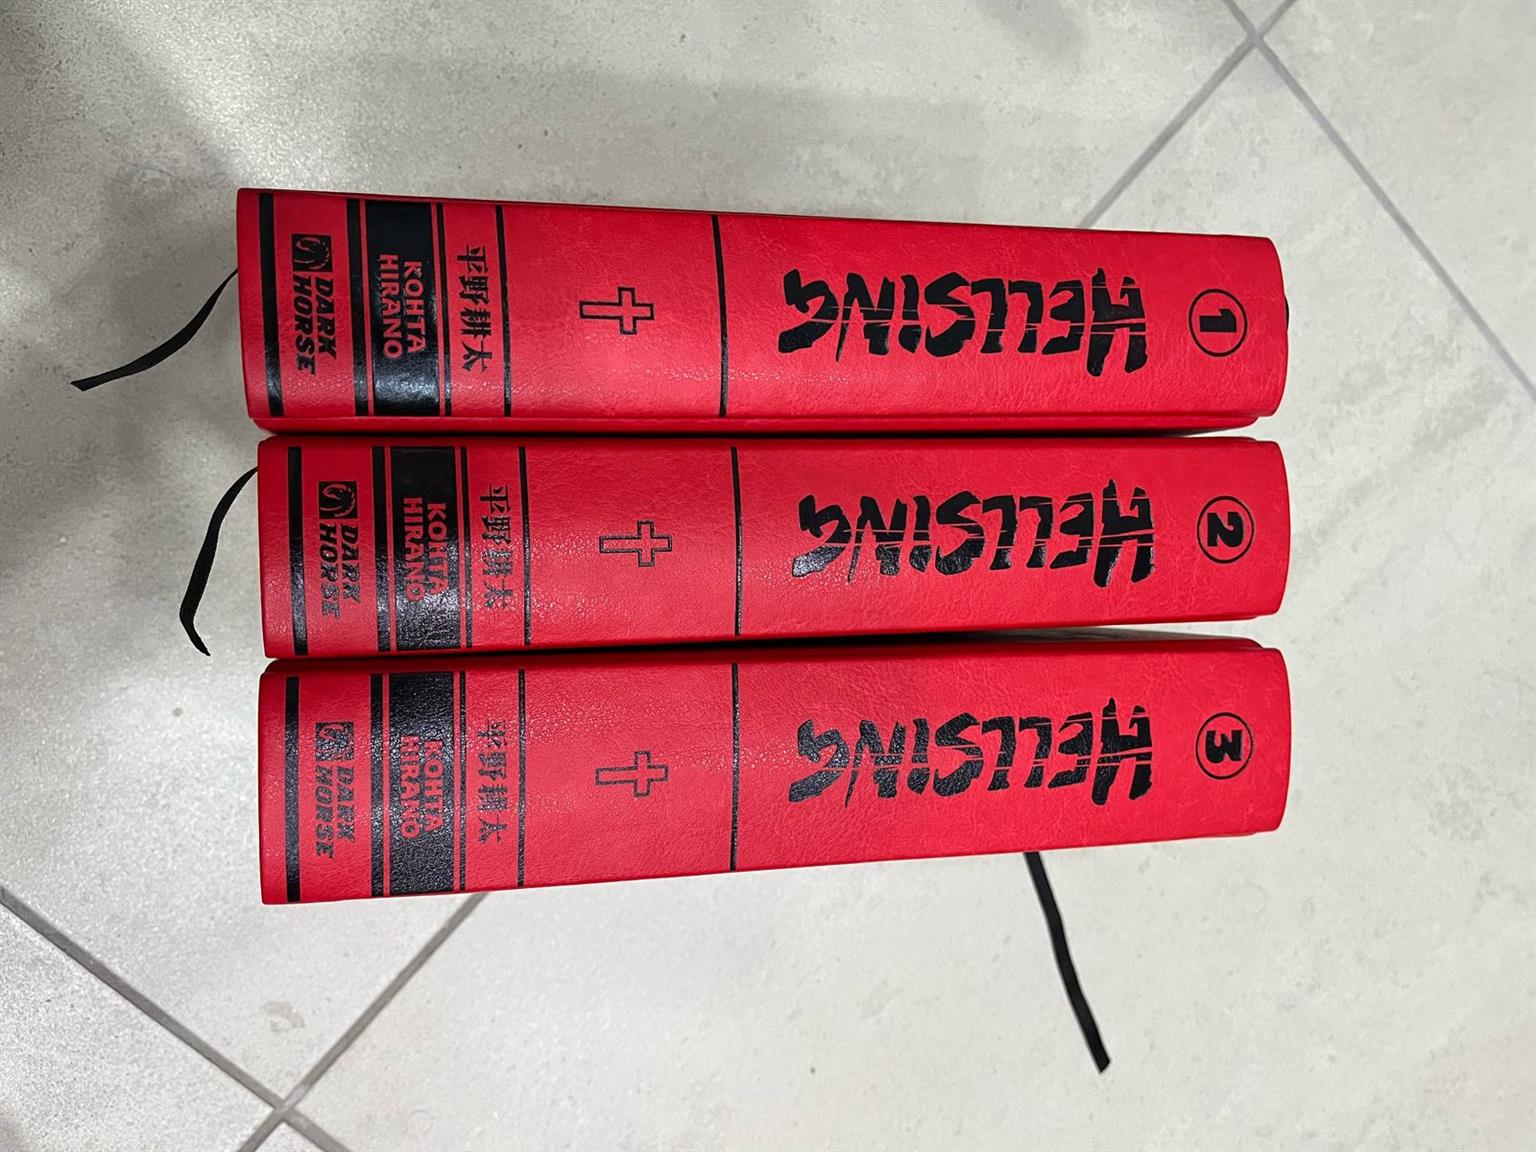 1
HELLSING
平野耕太
KOHTA
HIRANO
DARK
HORSE
2
HELLSING
平野耕太
KOHTA
HIRANO
DARK
HORSE
3
HELLSING
平野耕太
KOHTA
HIRANO
DARK
HORSE